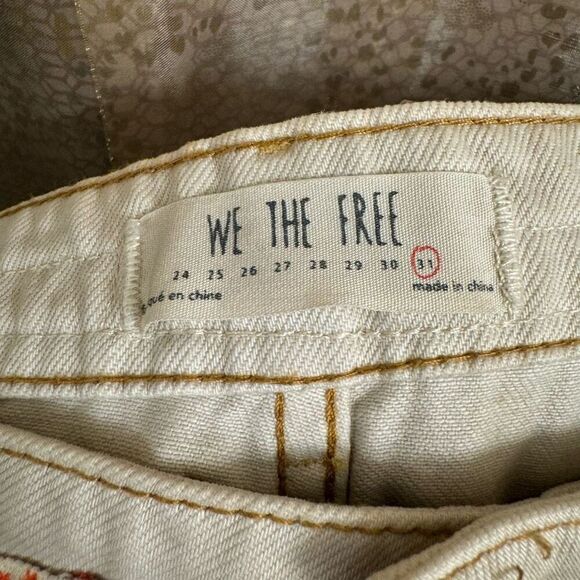 WE THE FREE
24 25 26 27 28 29 30 31
en chine made in china